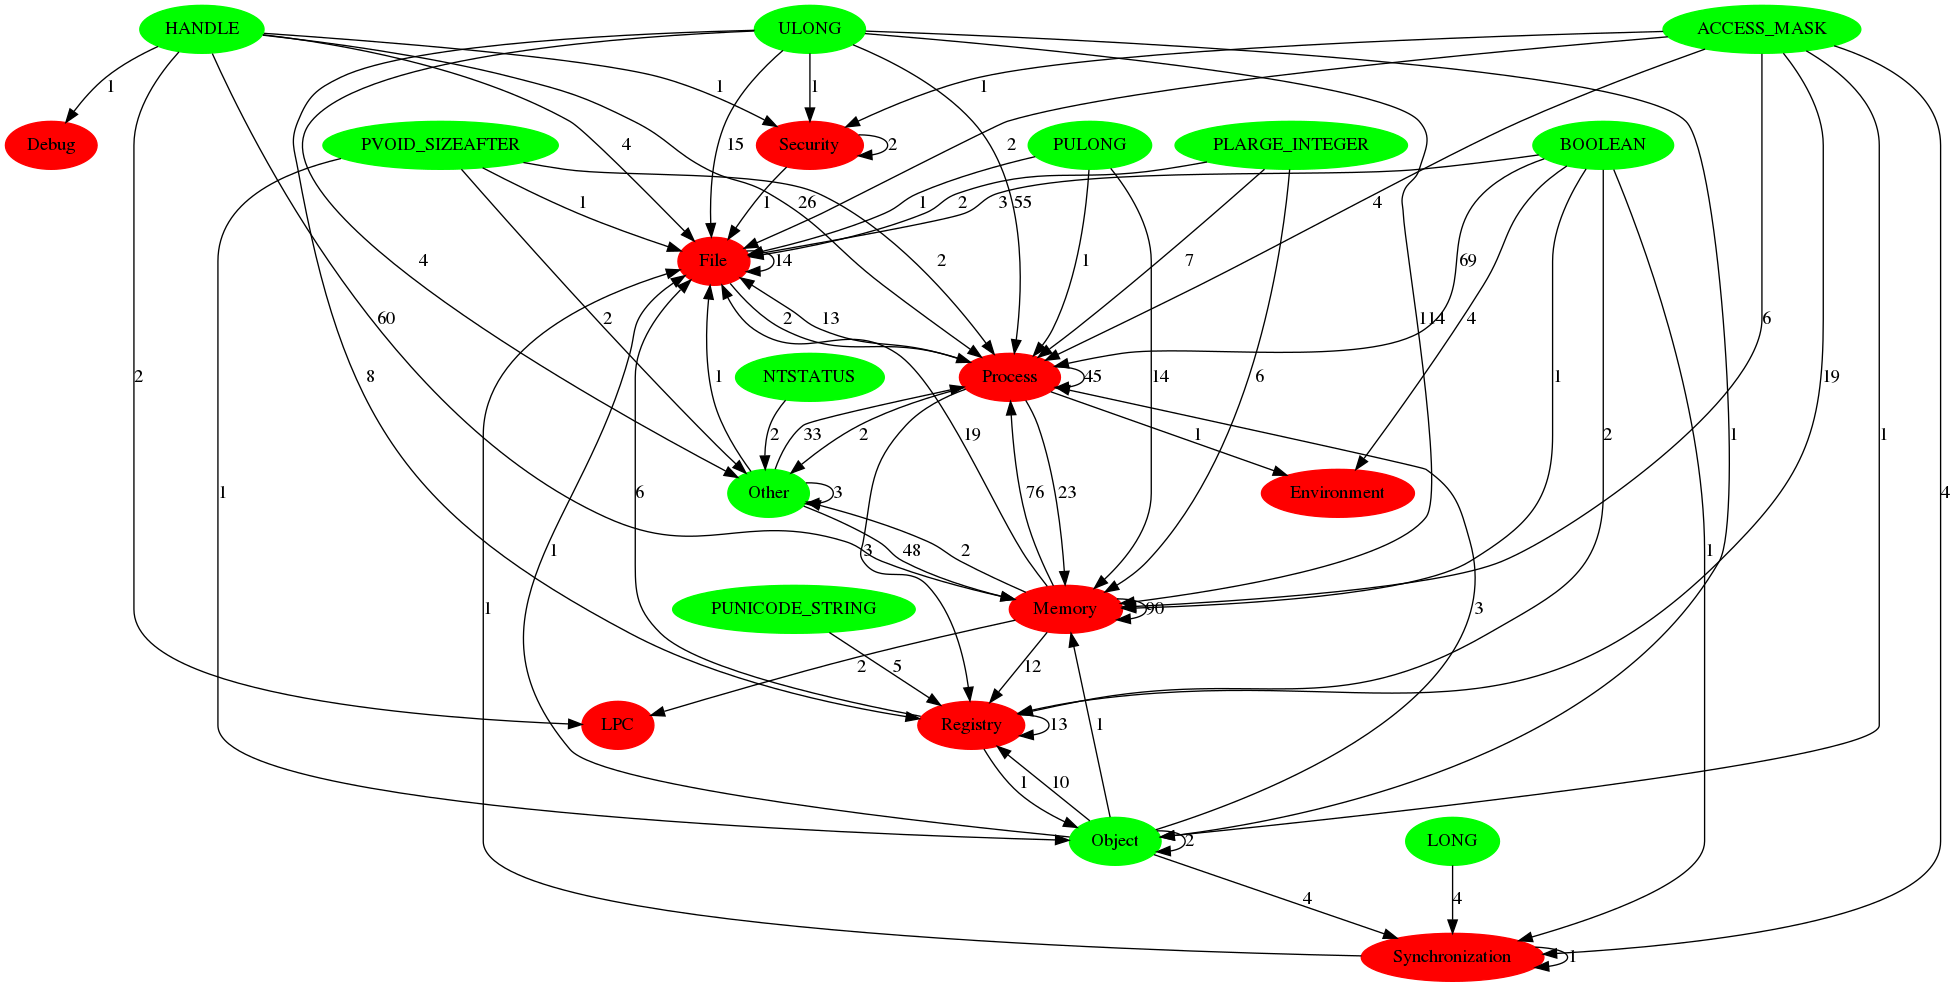 HANDLE ULONG ACCESS_MASK
1 1 1 1
Debug PVOID_SIZEAFTER Security 2 PULONG PLARGE_INTEGER BOOLEAN
4 15 2
1 1 26 1 2 3 55 4
4 File 14 2 1 7 69
60 2 2 13 114 6 4 6
2 8 1 NTSTATUS Process 45 14 6 1 19
2 33 2 19 1 2 1 1
1 Other 3 6 76 23 Environment 4
1 3 48 2 1
1 PUNICODE_STRING Memory 90 3
2 5 12
LPC Registry 13 1
1 10
Object 2 LONG
4 4
Synchronization 1